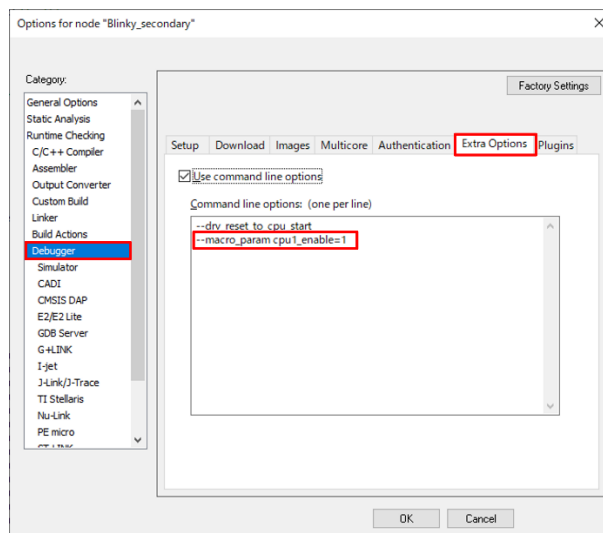 Options for node "Blinky_secondary"
Category:
Factory Settings
General Options
Static Analysis
Runtime Checking
C/C++ Compiler
Assembler
Output Converter
Custom Build
Linker
Build Actions
Debugger
Simulator
CADI
CMSIS DAP
E2/E2 Lite
GDB Server
G+LINK
I-jet
J-Link/J-Trace
TI Stellaris
Nu-Link
PE micro
ST-LINK
Setup Download Images Multicore Authentication Extra Options Plugins
Use command line options
Command line options: (one per line)
--drv_reset_to_cpu_start
--macro_param cpu1_enable=1
OK Cancel